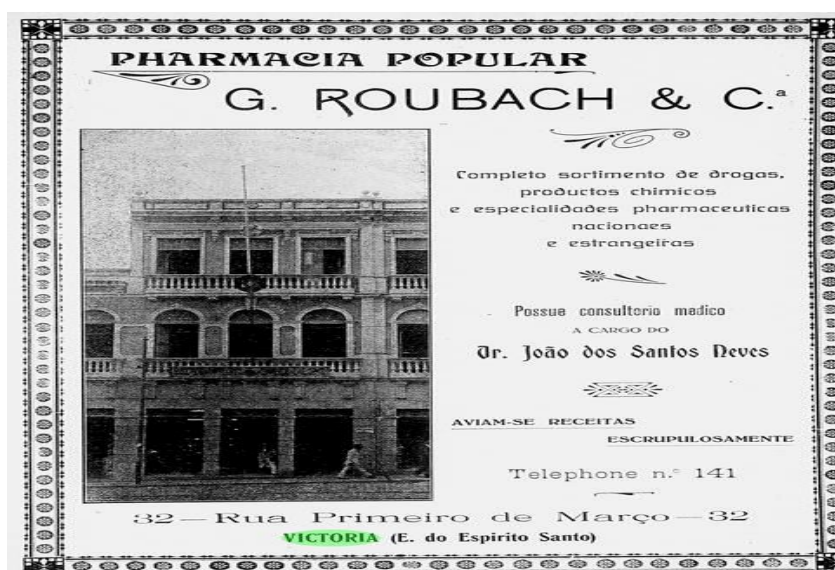 PHARMACIA POPULAR
G. ROUBACH & C.ª
Completo sortimento de drogas,
productos chimicos
e especialidades pharmaceuticas
nacionaes
e estrangeiras
Possue consultorio medico
A CARGO DO
Dr. João dos Santos Neves
AVIAM-SE RECEITAS
ESCRUPULOSAMENTE
Telephone n.º 141
32—Rua Primeiro de Março—32
VICTORIA (E. do Espirito Santo)